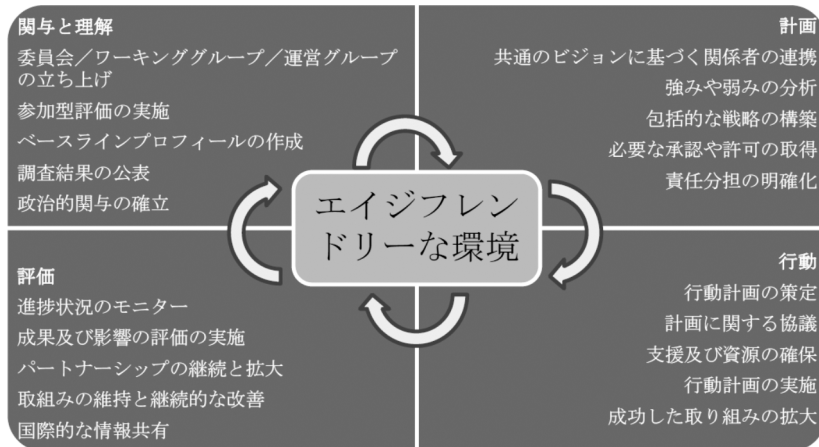 関与と理解
委員会／ワーキンググループ／運営グループ
の立ち上げ
参加型評価の実施
ベースラインプロフィールの作成
調査結果の公表
政治的関与の確立
計画
共通のビジョンに基づく関係者の連携
強みや弱みの分析
包括的な戦略の構築
必要な承認や許可の取得
責任分担の明確化
エイジフレン
ドリーな環境
評価
進捗状況のモニター
成果及び影響の評価の実施
パートナーシップの継続と拡大
取組みの維持と継続的な改善
国際的な情報共有
行動
行動計画の策定
計画に関する協議
支援及び資源の確保
行動計画の実施
成功した取り組みの拡大